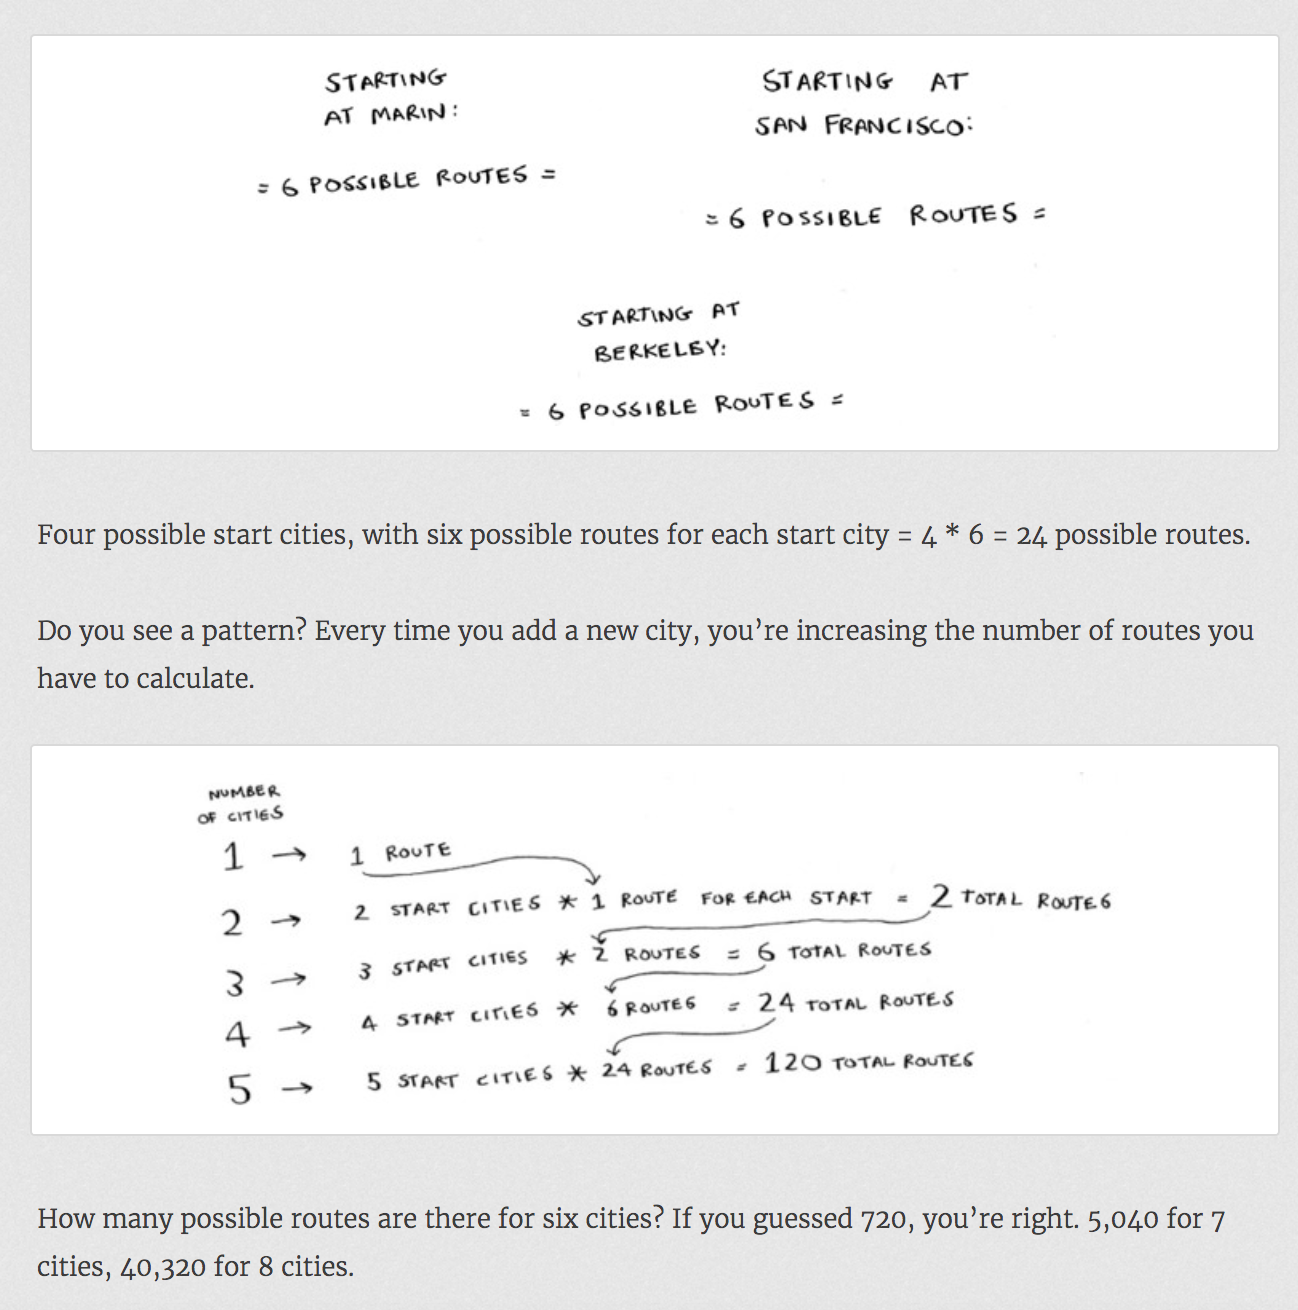 STARTING
AT MARIN:
= 6 POSSIBLE ROUTES =
STARTING AT
SAN FRANCISCO:
= 6 POSSIBLE ROUTES =
STARTING AT
BERKELEY:
= 6 POSSIBLE ROUTES =
Four possible start cities, with six possible routes for each start city = 4 * 6 = 24 possible routes.
Do you see a pattern? Every time you add a new city, you’re increasing the number of routes you
have to calculate.
NUMBER
OF CITIES
1 → 1 ROUTE
2 → 2 START CITIES * 1 ROUTE FOR EACH START = 2 TOTAL ROUTES
3 → 3 START CITIES * 2 ROUTES = 6 TOTAL ROUTES
4 → 4 START CITIES * 6 ROUTES = 24 TOTAL ROUTES
5 → 5 START CITIES * 24 ROUTES = 120 TOTAL ROUTES
How many possible routes are there for six cities? If you guessed 720, you’re right. 5,040 for 7
cities, 40,320 for 8 cities.